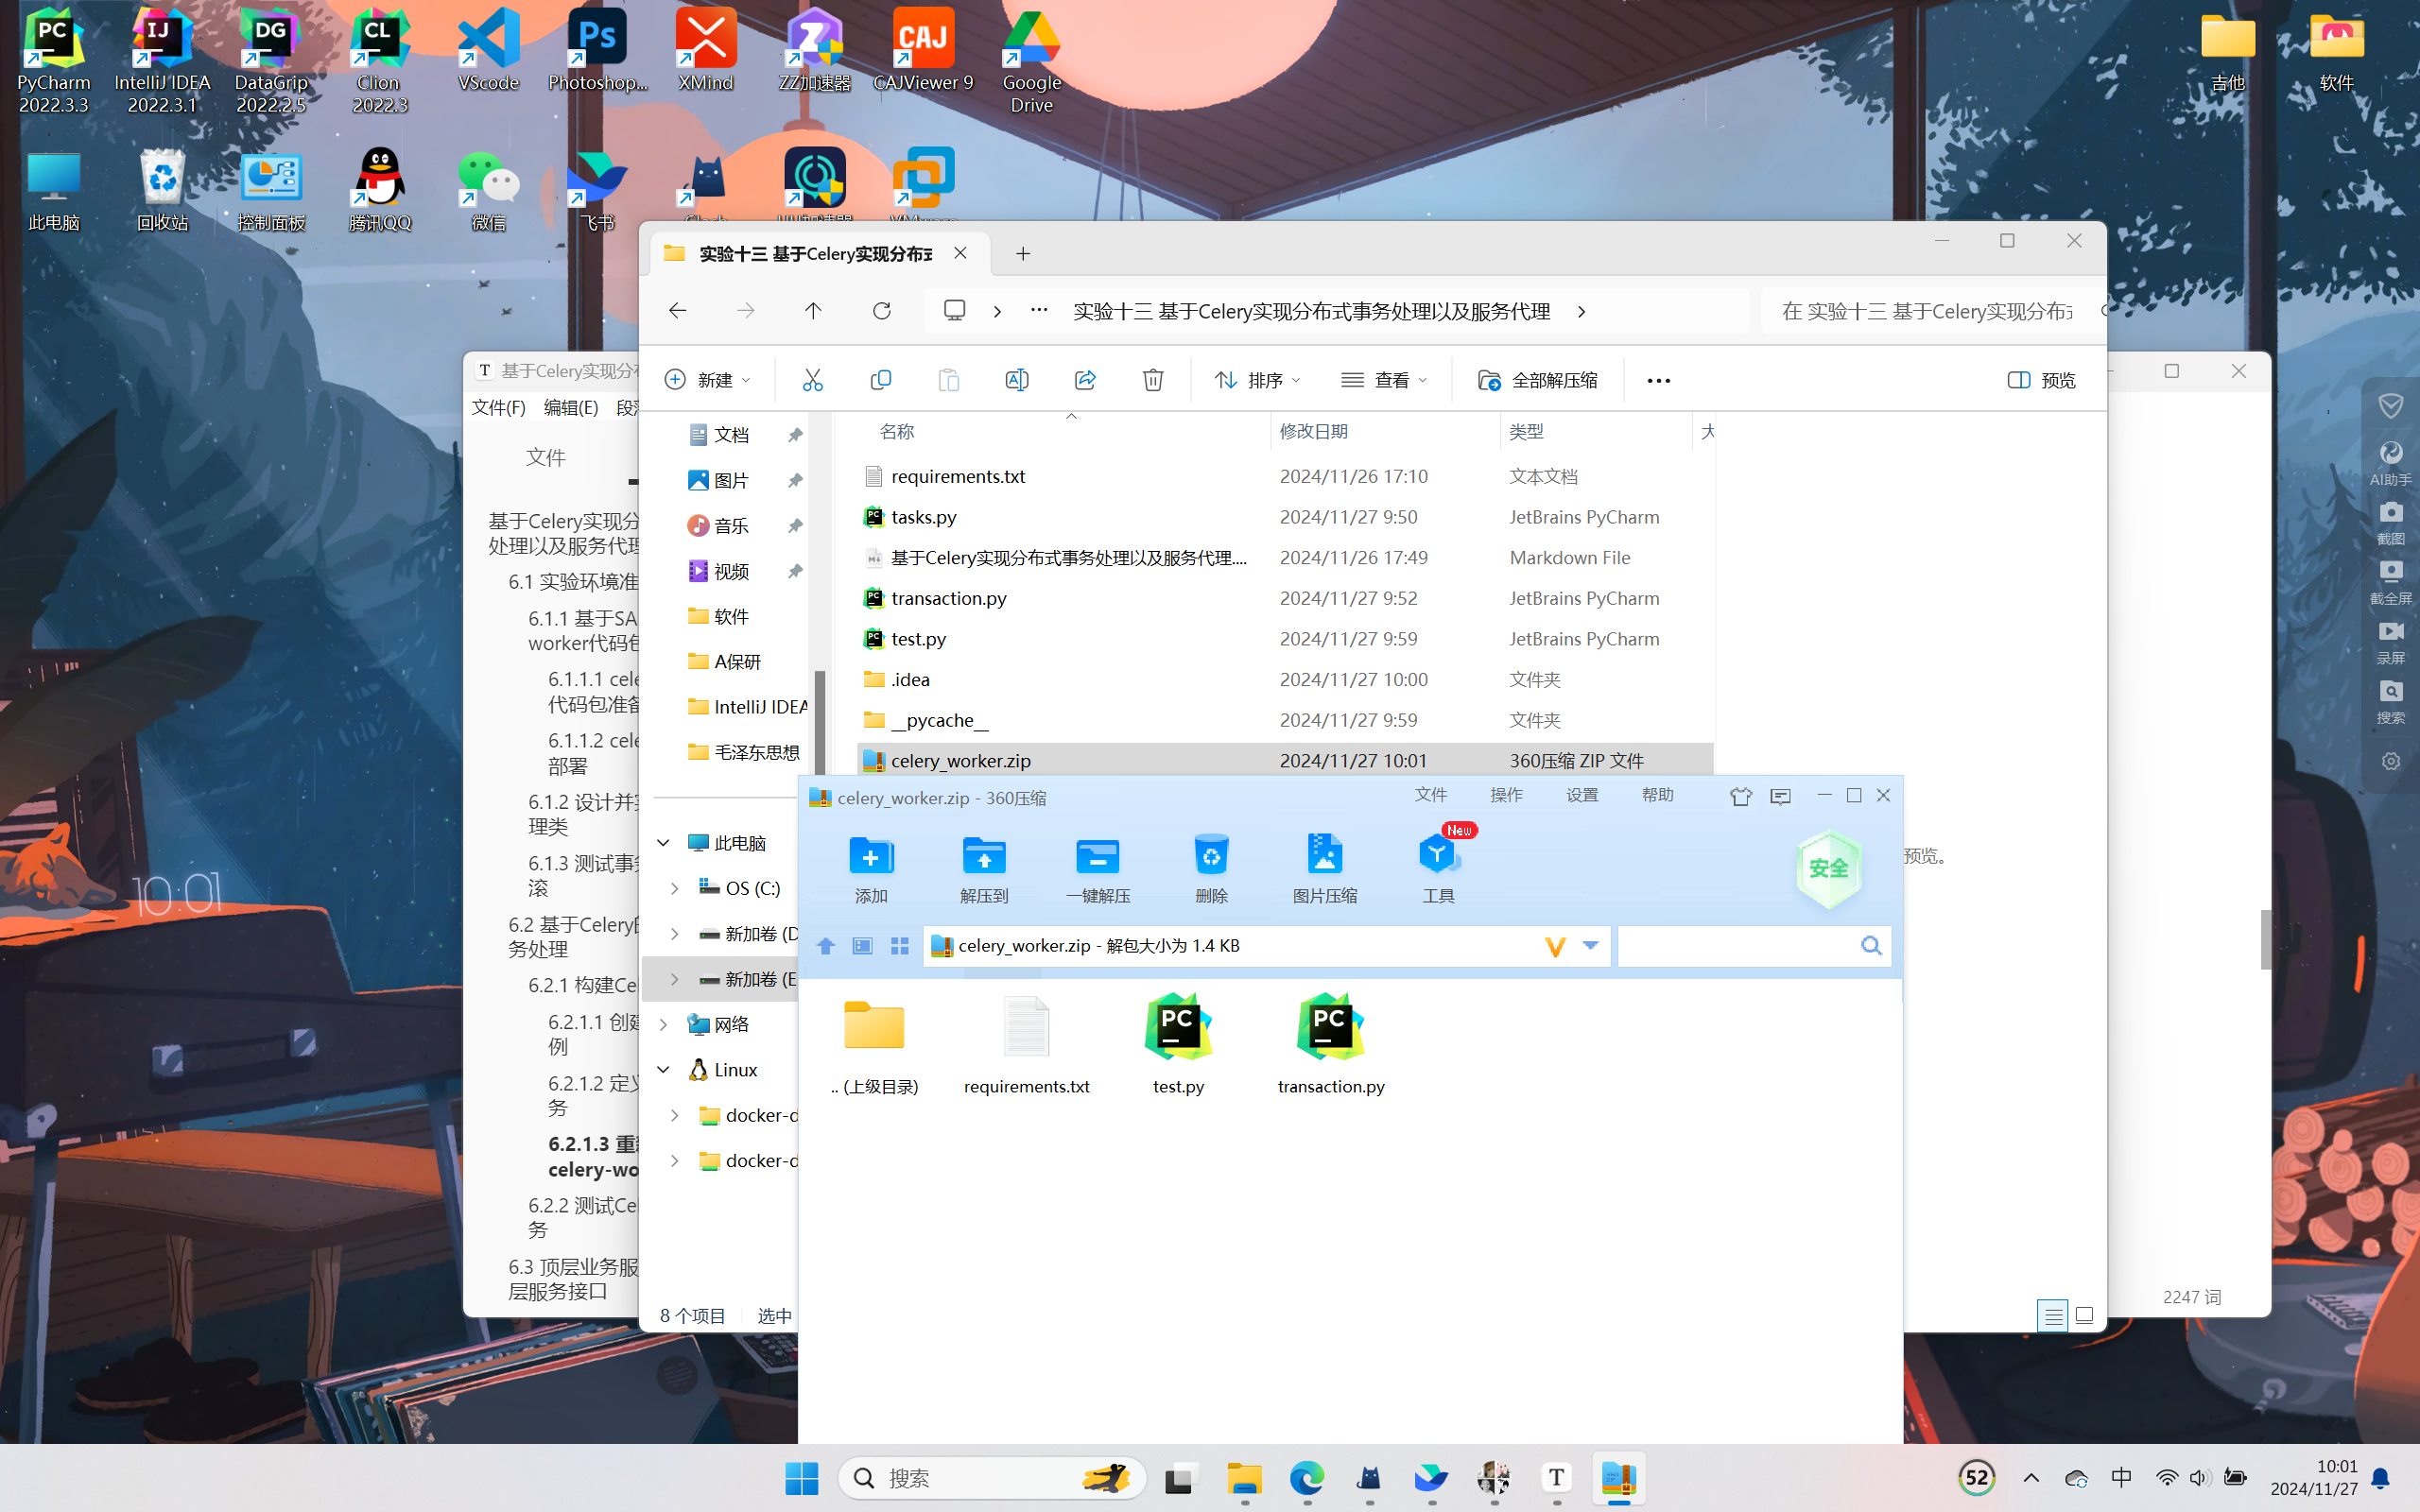 PyCharm 2022.3.3
IntelliJ IDEA 2022.3.1
DataGrip 2022.2.5
Clion 2022.3
VScode
Photoshop...
XMind
ZZ加速器
CAJViewer 9
Google Drive
吉他
软件
此电脑
回收站
控制面板
腾讯QQ
微信
飞书
实验十三 基于Celery实现分布式
实验十三 基于Celery实现分布式事务处理以及服务代理
在 实验十三 基于Celery实现分布式
新建
排序
查看
全部解压缩
预览
基于Celery实现分布
文件(F) 编辑(E) 段落
文件
基于Celery实现分
处理以及服务代理
6.1 实验环境准
6.1.1 基于SA
worker代码包
6.1.1.1 cele
代码包准备
6.1.1.2 cele
部署
6.1.2 设计并实
理类
6.1.3 测试事务
滚
6.2 基于Celery的
务处理
6.2.1 构建Ce
6.2.1.1 创建
例
6.2.1.2 定义
务
6.2.1.3 重新
celery-wo
6.2.2 测试Cel
务
6.3 顶层业务服
层服务接口
2247 词
文档
图片
音乐
视频
软件
A保研
IntelliJ IDEA
毛泽东思想
此电脑
OS (C:)
新加卷 (D
新加卷 (E
网络
Linux
docker-d
docker-d
8 个项目 选中
名称 修改日期 类型 大
requirements.txt 2024/11/26 17:10 文本文档
tasks.py 2024/11/27 9:50 JetBrains PyCharm
基于Celery实现分布式事务处理以及服务代理.... 2024/11/26 17:49 Markdown File
transaction.py 2024/11/27 9:52 JetBrains PyCharm
test.py 2024/11/27 9:59 JetBrains PyCharm
.idea 2024/11/27 10:00 文件夹
__pycache__ 2024/11/27 9:59 文件夹
celery_worker.zip 2024/11/27 10:01 360压缩 ZIP 文件
预览。
celery_worker.zip - 360压缩
文件 操作 设置 帮助
添加 解压到 一键解压 删除 图片压缩 工具
New
安全
celery_worker.zip - 解包大小为 1.4 KB
.. (上级目录) requirements.txt test.py transaction.py
AI助手
截图
截全屏
录屏
搜索
10:01
搜索
52
中
10:01
2024/11/27